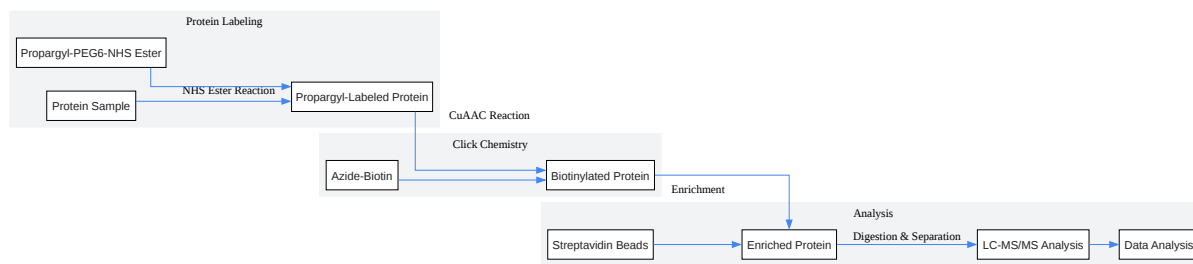 Protein Labeling
Propargyl-PEG6-NHS Ester
NHS Ester Reaction
Protein Sample
Propargyl-Labeled Protein
CuAAC Reaction
Click Chemistry
Azide-Biotin
Biotinylated Protein
Enrichment
Analysis
Streptavidin Beads
Enriched Protein
Digestion & Separation
LC-MS/MS Analysis
Data Analysis